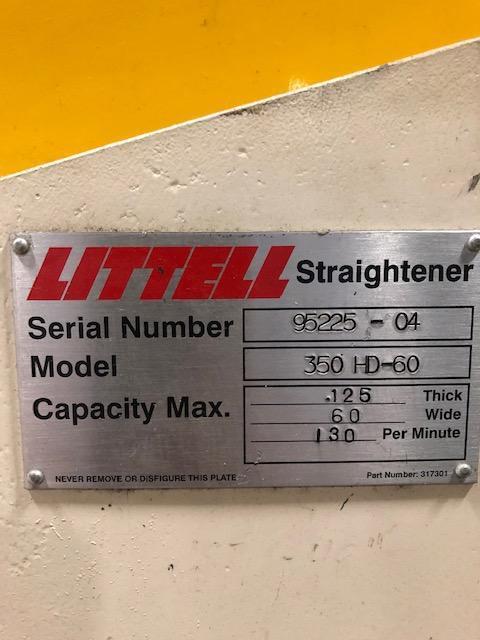 LITTELL Straightener
Serial Number 95225 - 04
Model 350 HD-60
Capacity Max. .125 Thick
60 Wide
130 Per Minute
NEVER REMOVE OR DISFIGURE THIS PLATE Part Number: 317301